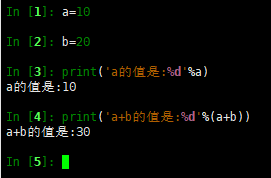 In [1]: a=10
In [2]: b=20
In [3]: print('a的值是:%d'%a)
a的值是:10
In [4]: print('a+b的值是:%d'%(a+b))
a+b的值是:30
In [5]: